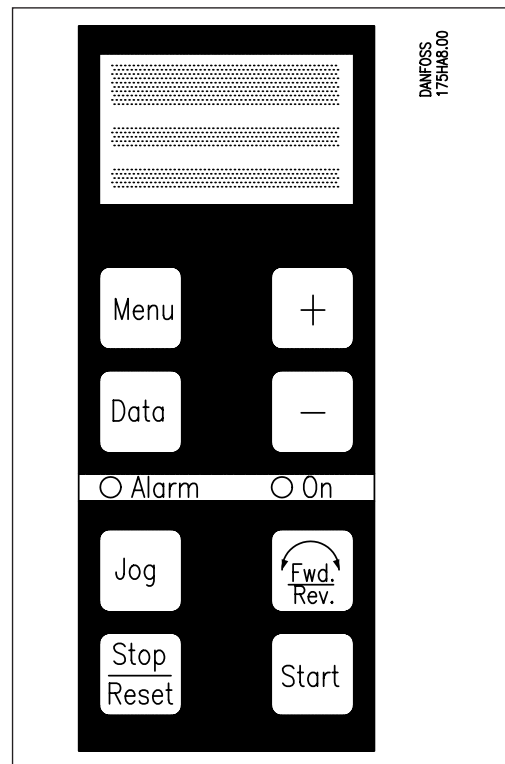 DANFOSS
175HA8.00
Menu
+
Data
−
Alarm
On
Jog
Fwd.
Rev.
Stop
Reset
Start